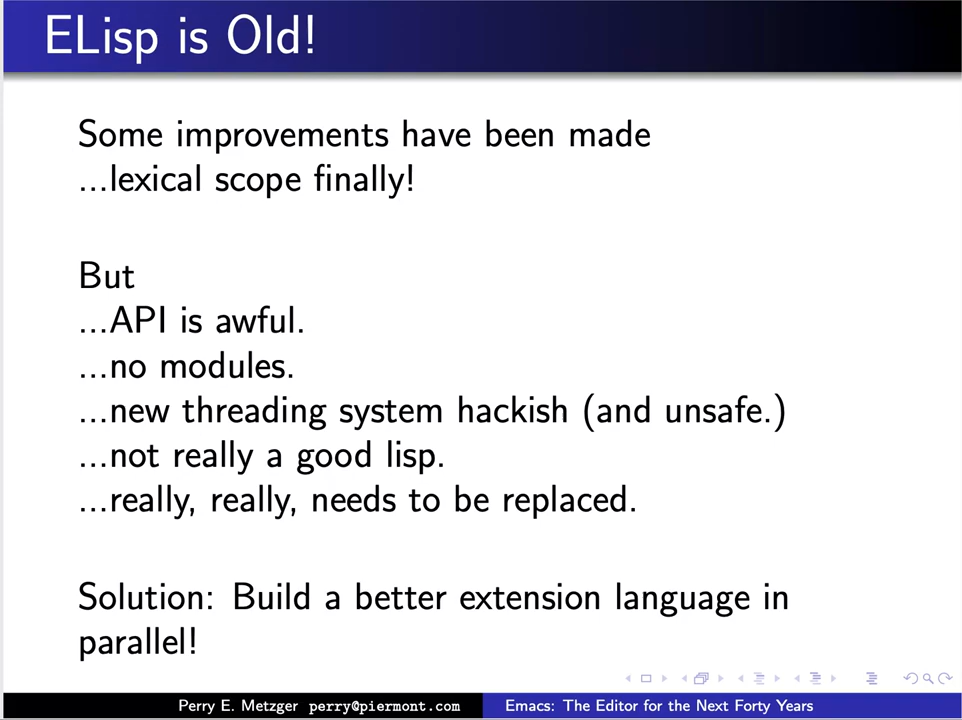 ELisp is Old!
Some improvements have been made
...lexical scope finally!
But
...API is awful.
...no modules.
...new threading system hackish (and unsafe.)
...not really a good lisp.
...really, really, needs to be replaced.
Solution: Build a better extension language in
parallel!
Perry E. Metzger perry@piermont.com Emacs: The Editor for the Next Forty Years